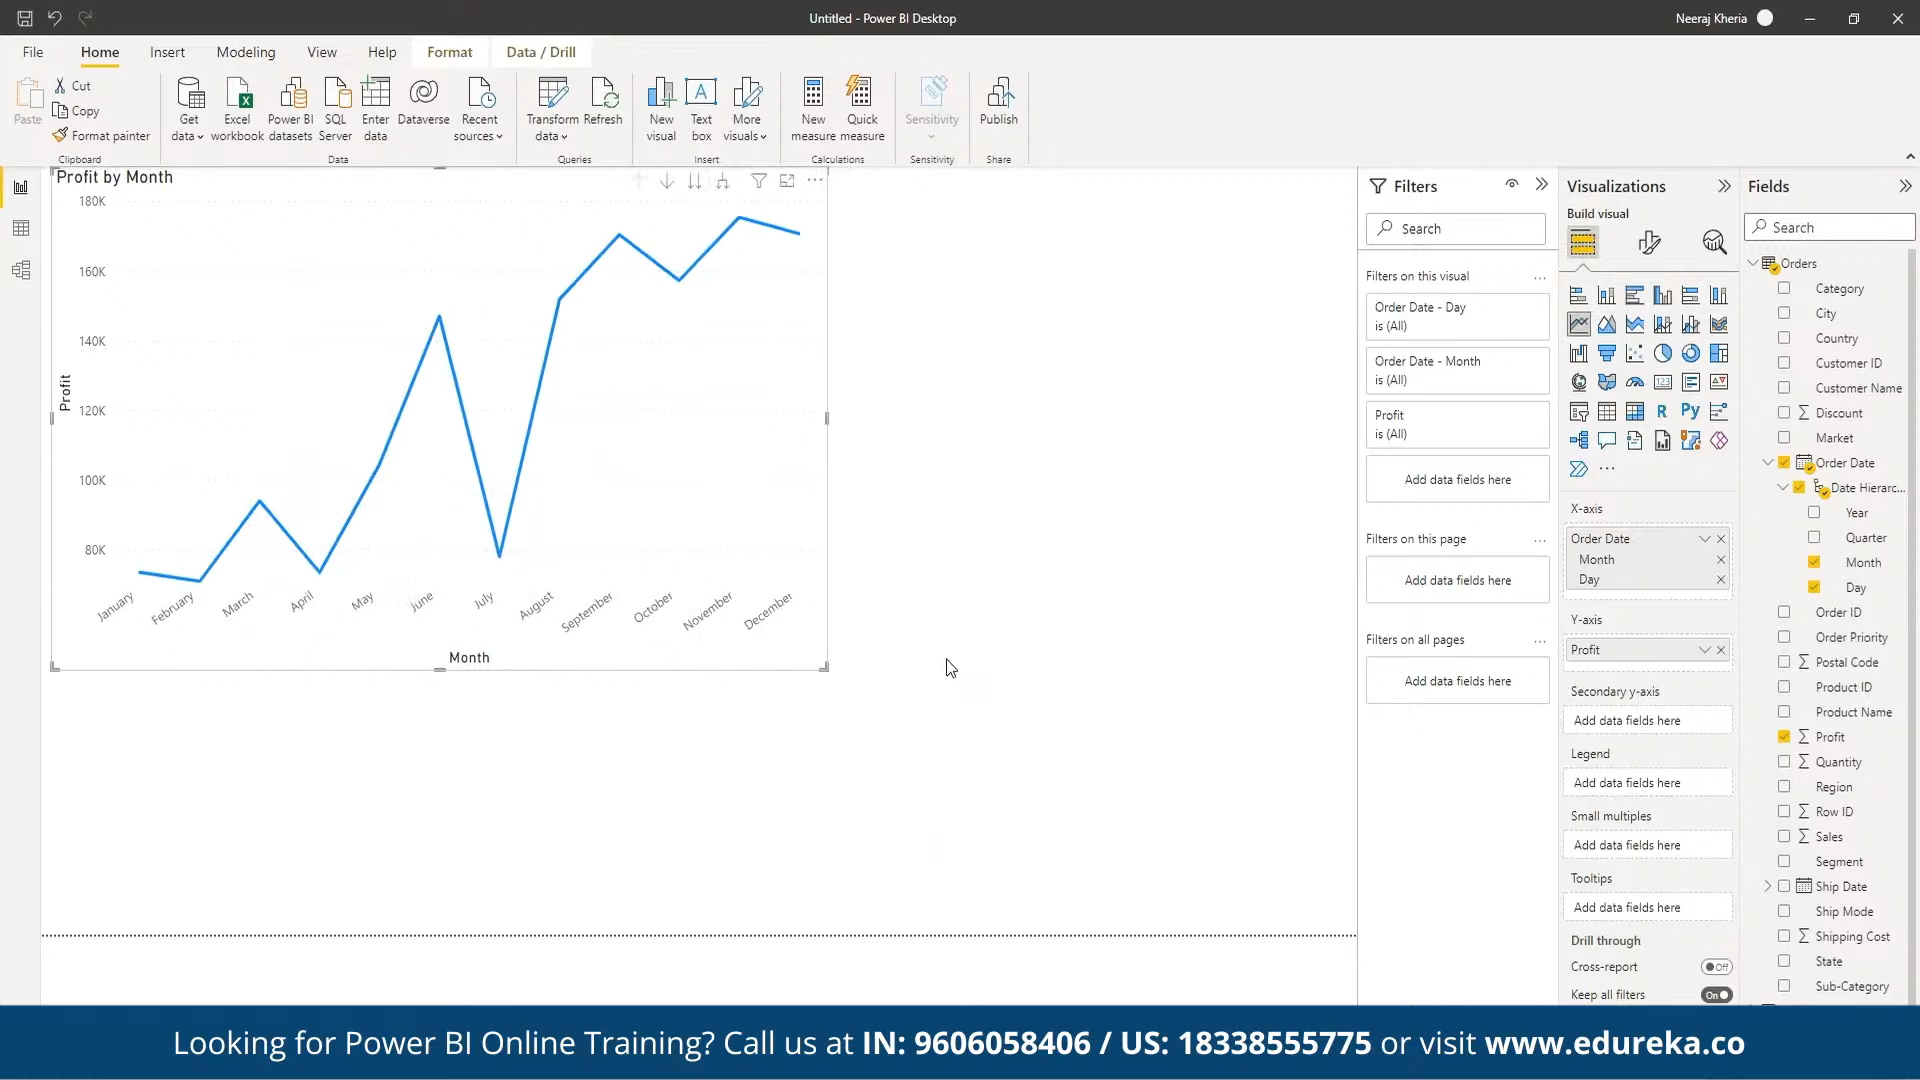 Untitled - Power BI Desktop
Neeraj Kheria
File
Home
Insert
Modeling
View
Help
Format
Data / Drill
Paste
Cut
Copy
Format painter
Clipboard
Get data
Excel workbook
Power BI datasets
SQL Server
Enter data
Dataverse
Recent sources
Data
Transform data
Refresh
Queries
New visual
Text box
More visuals
Insert
New measure
Quick measure
Calculations
Sensitivity
Sensitivity
Publish
Share
Profit by Month
180K
160K
140K
120K
100K
80K
Profit
January
February
March
April
May
June
July
August
September
October
November
December
Month
Filters
Search
Filters on this visual
Order Date - Day
is (All)
Order Date - Month
is (All)
Profit
is (All)
Add data fields here
Filters on this page
Add data fields here
Filters on all pages
Add data fields here
Visualizations
Build visual
123
R
Py
X-axis
Order Date
Month
Day
Y-axis
Profit
Secondary y-axis
Add data fields here
Legend
Add data fields here
Small multiples
Add data fields here
Tooltips
Add data fields here
Drill through
Cross-report
Off
Keep all filters
On
Fields
Search
Orders
Category
City
Country
Customer ID
Customer Name
Discount
Market
Order Date
Date Hierarc...
Year
Quarter
Month
Day
Order ID
Order Priority
Postal Code
Product ID
Product Name
Profit
Quantity
Region
Row ID
Sales
Segment
Ship Date
Ship Mode
Shipping Cost
State
Sub-Category
Looking for Power BI Online Training? Call us at IN: 9606058406 / US: 18338555775 or visit www.edureka.co